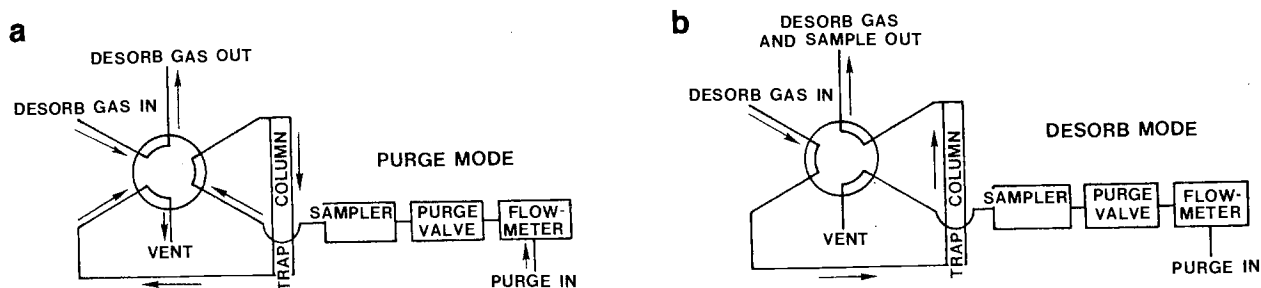 a
DESORB GAS OUT
DESORB GAS IN
PURGE MODE
TRAP COLUMN
SAMPLER
PURGE
VALVE
FLOW-
METER
VENT
PURGE IN
b
DESORB GAS
AND SAMPLE OUT
DESORB GAS IN
DESORB MODE
TRAP COLUMN
SAMPLER
PURGE
VALVE
FLOW-
METER
VENT
PURGE IN